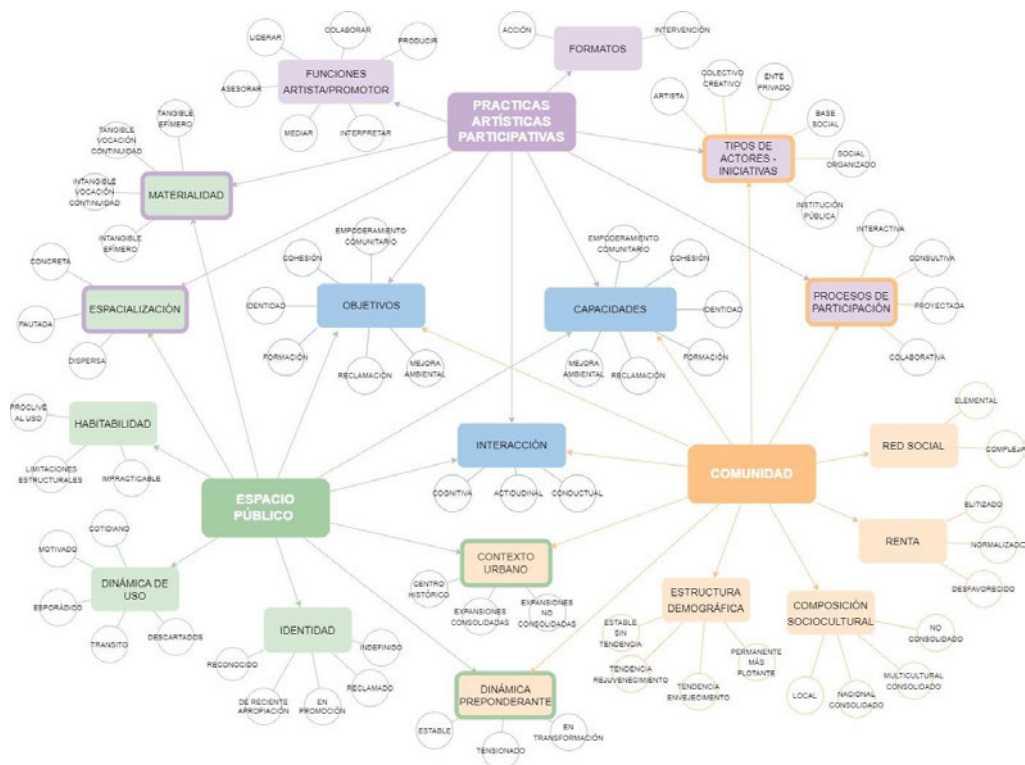 COLABORAR
LIDERAR
PRODUCIR
FUNCIONES
ARTISTA/PROMOTOR
ASESORAR
MEDIAR
INTERPRETAR
ACCIÓN
INTERVENCIÓN
FORMATOS
PRACTICAS
ARTÍSTICAS
PARTICIPATIVAS
COLECTIVO
CREATIVO
ENTE
PRIVADO
ARTISTA
BASE
SOCIAL
TIPOS DE
ACTORES -
INICIATIVAS
SOCIAL
ORGANIZADO
INSTITUCIÓN
PÚBLICA
TANGIBLE
EFÍMERO
TANGIBLE
VOCACIÓN
CONTINUIDAD
INTANGIBLE
VOCACIÓN
CONTINUIDAD
MATERIALIDAD
INTANGIBLE
EFÍMERO
CONCRETA
ESPACIALIZACIÓN
PAUTADA
DISPERSA
EMPODERAMIENTO
COMUNITARIO
COHESIÓN
IDENTIDAD
OBJETIVOS
FORMACIÓN
RECLAMACIÓN
MEJORA
AMBIENTAL
EMPODERAMIENTO
COMUNITARIO
COHESIÓN
CAPACIDADES
IDENTIDAD
MEJORA
AMBIENTAL
RECLAMACIÓN
FORMACIÓN
INTERACTIVA
CONSULTIVA
PROCESOS DE
PARTICIPACIÓN
PROYECTADA
COLABORATIVA
PROCLIVE
AL USO
HABITABILIDAD
LIMITACIONES
ESTRUCTURALES
IMPRACTICABLE
INTERACCIÓN
COGNITIVA
ACTIDUDINAL
CONDUCTUAL
COMUNIDAD
ELEMENTAL
RED SOCIAL
COMPLEJA
ESPACIO
PÚBLICO
ELITIZADO
RENTA
NORMALIZADO
DESFAVORECIDO
COTIDIANO
MOTIVADO
DINÁMICA DE
USO
ESPORÁDICO
TRANSITO
DESCARTADOS
CONTEXTO
URBANO
CENTRO
HISTÓRICO
EXPANSIONES
CONSOLIDADAS
EXPANSIONES
NO
CONSOLIDADAS
ESTRUCTURA
DEMOGRÁFICA
ESTABLE
SIN
TENDENCIA
TENDENCIA
REJUVENECIMIENTO
TENDENCIA
ENVEJECIMIENTO
PERMANENTE
MÁS
FLOTANTE
COMPOSICIÓN
SOCIOCULTURAL
NO
CONSOLIDADO
MULTICULTURAL
CONSOLIDADO
NACIONAL
CONSOLIDADO
LOCAL
IDENTIDAD
INDEFINIDO
RECONOCIDO
RECLAMADO
DE RECIENTE
APROPIACIÓN
EN
PROMOCIÓN
DINÁMICA
PREPONDERANTE
ESTABLE
TENSIONADO
EN
TRANSFORMACIÓN